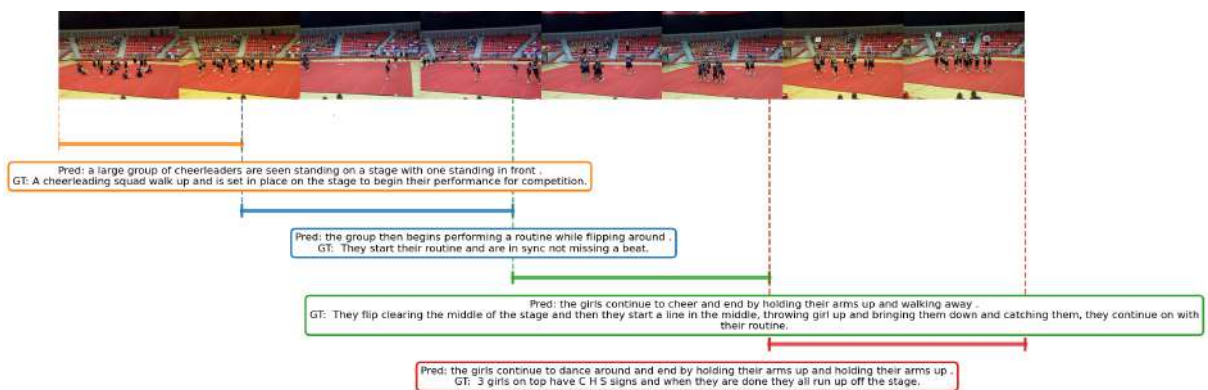 Pred: a large group of cheerleaders are seen standing on a stage with one standing in front .
GT: A cheerleading squad walk up and is set in place on the stage to begin their performance for competition.
Pred: the group then begins performing a routine while flipping around .
GT: They start their routine and are in sync not missing a beat.
Pred: the girls continue to cheer and end by holding their arms up and walking away .
GT: They flip clearing the middle of the stage and then they start a line in the middle, throwing girl up and bringing them down and catching them, they continue on with
their routine.
Pred: the girls continue to dance around and end by holding their arms up and holding their arms up .
GT: 3 girls on top have C H S signs and when they are done they all run up off the stage.